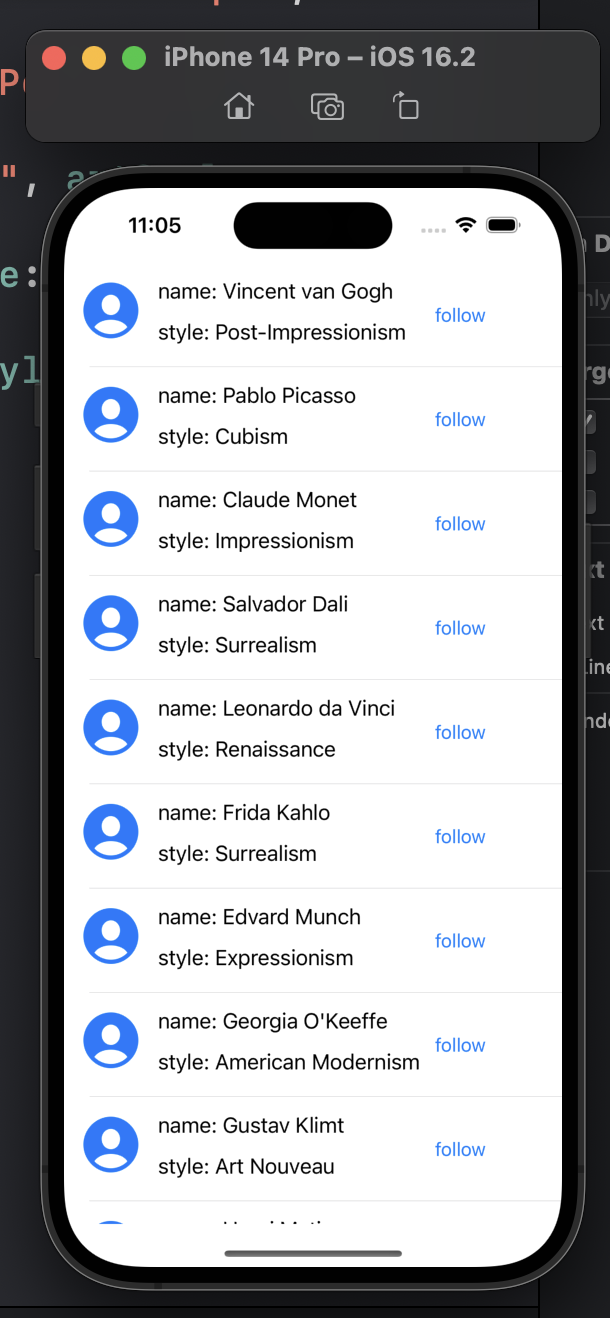 iPhone 14 Pro – iOS 16.2
",
e:
yl
11:05
name: Vincent van Gogh
style: Post-Impressionism
follow
name: Pablo Picasso
style: Cubism
follow
name: Claude Monet
style: Impressionism
follow
name: Salvador Dali
style: Surrealism
follow
name: Leonardo da Vinci
style: Renaissance
follow
name: Frida Kahlo
style: Surrealism
follow
name: Edvard Munch
style: Expressionism
follow
name: Georgia O'Keeffe
style: American Modernism
follow
name: Gustav Klimt
style: Art Nouveau
follow